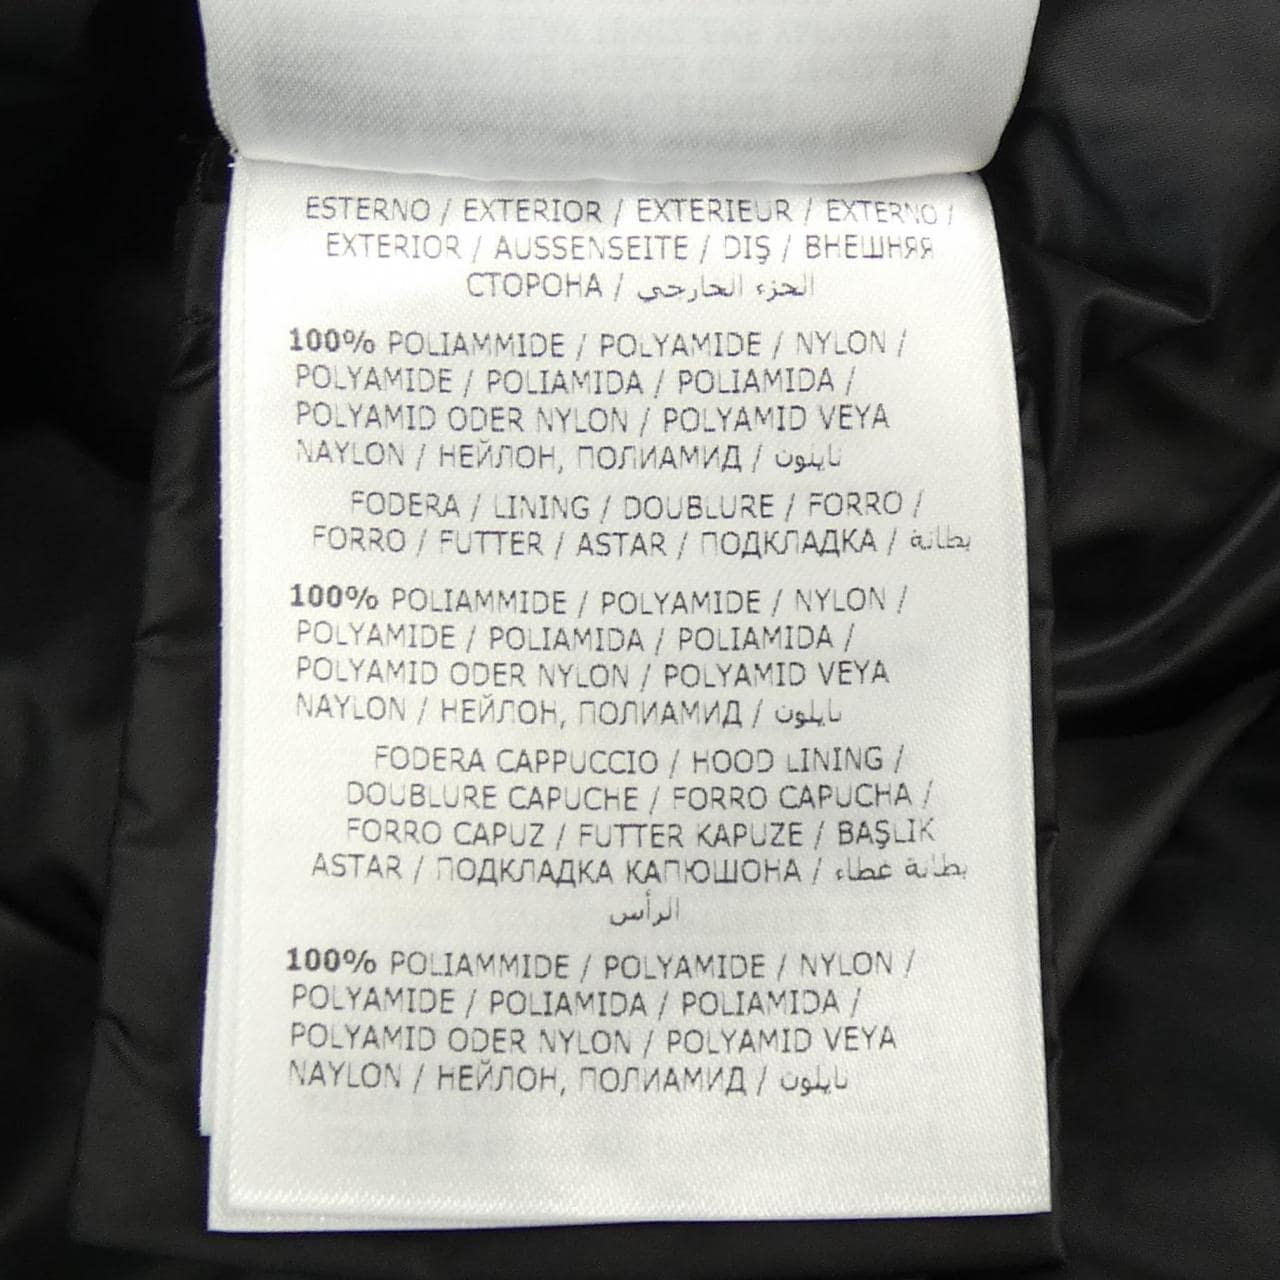 ESTERNO / EXTERIOR / EXTERIEUR / EXTERNO /
EXTERIOR / AUSSENSEITE / DIŞ / ВНЕШНЯЯ
СТОРОНА / الجزء الخارجي
100% POLIAMMIDE / POLYAMIDE / NYLON /
POLYAMIDE / POLIAMIDA / POLIAMIDA /
POLYAMID ODER NYLON / POLYAMID VEYA
NAYLON / НЕЙЛОН, ПОЛИАМИД / نايلون
FODERA / LINING / DOUBLURE / FORRO /
FORRO / FUTTER / ASTAR / ПОДКЛАДКА / بطانة
100% POLIAMMIDE / POLYAMIDE / NYLON /
POLYAMIDE / POLIAMIDA / POLIAMIDA /
POLYAMID ODER NYLON / POLYAMID VEYA
NAYLON / НЕЙЛОН, ПОЛИАМИД / نايلون
FODERA CAPPUCCIO / HOOD LINING /
DOUBLURE CAPUCHE / FORRO CAPUCHA /
FORRO CAPUZ / FUTTER KAPUZE / BAŞLIK
ASTAR / ПОДКЛАДКА КАПЮШОНА / بطانة غطاء
الرأس
100% POLIAMMIDE / POLYAMIDE / NYLON /
POLYAMIDE / POLIAMIDA / POLIAMIDA /
POLYAMID ODER NYLON / POLYAMID VEYA
NAYLON / НЕЙЛОН, ПОЛИАМИД / نايلون